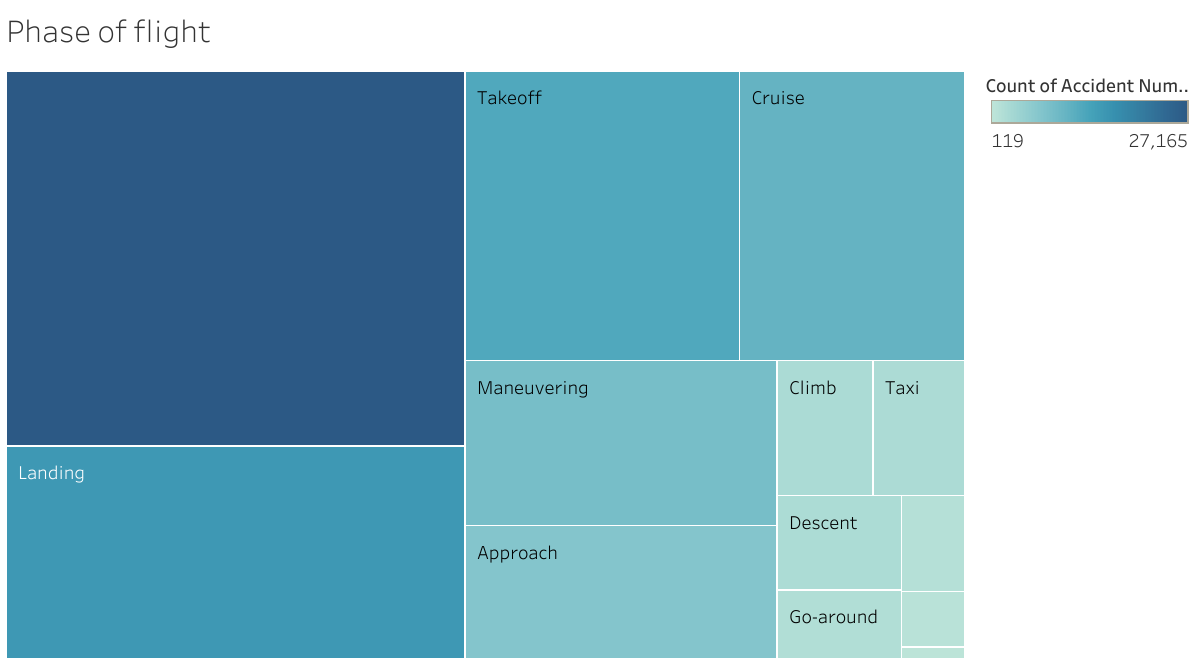 Phase of flight
Takeoff
Cruise
Count of Accident Num..
119
27,165
Maneuvering
Climb
Taxi
Landing
Descent
Approach
Go-around